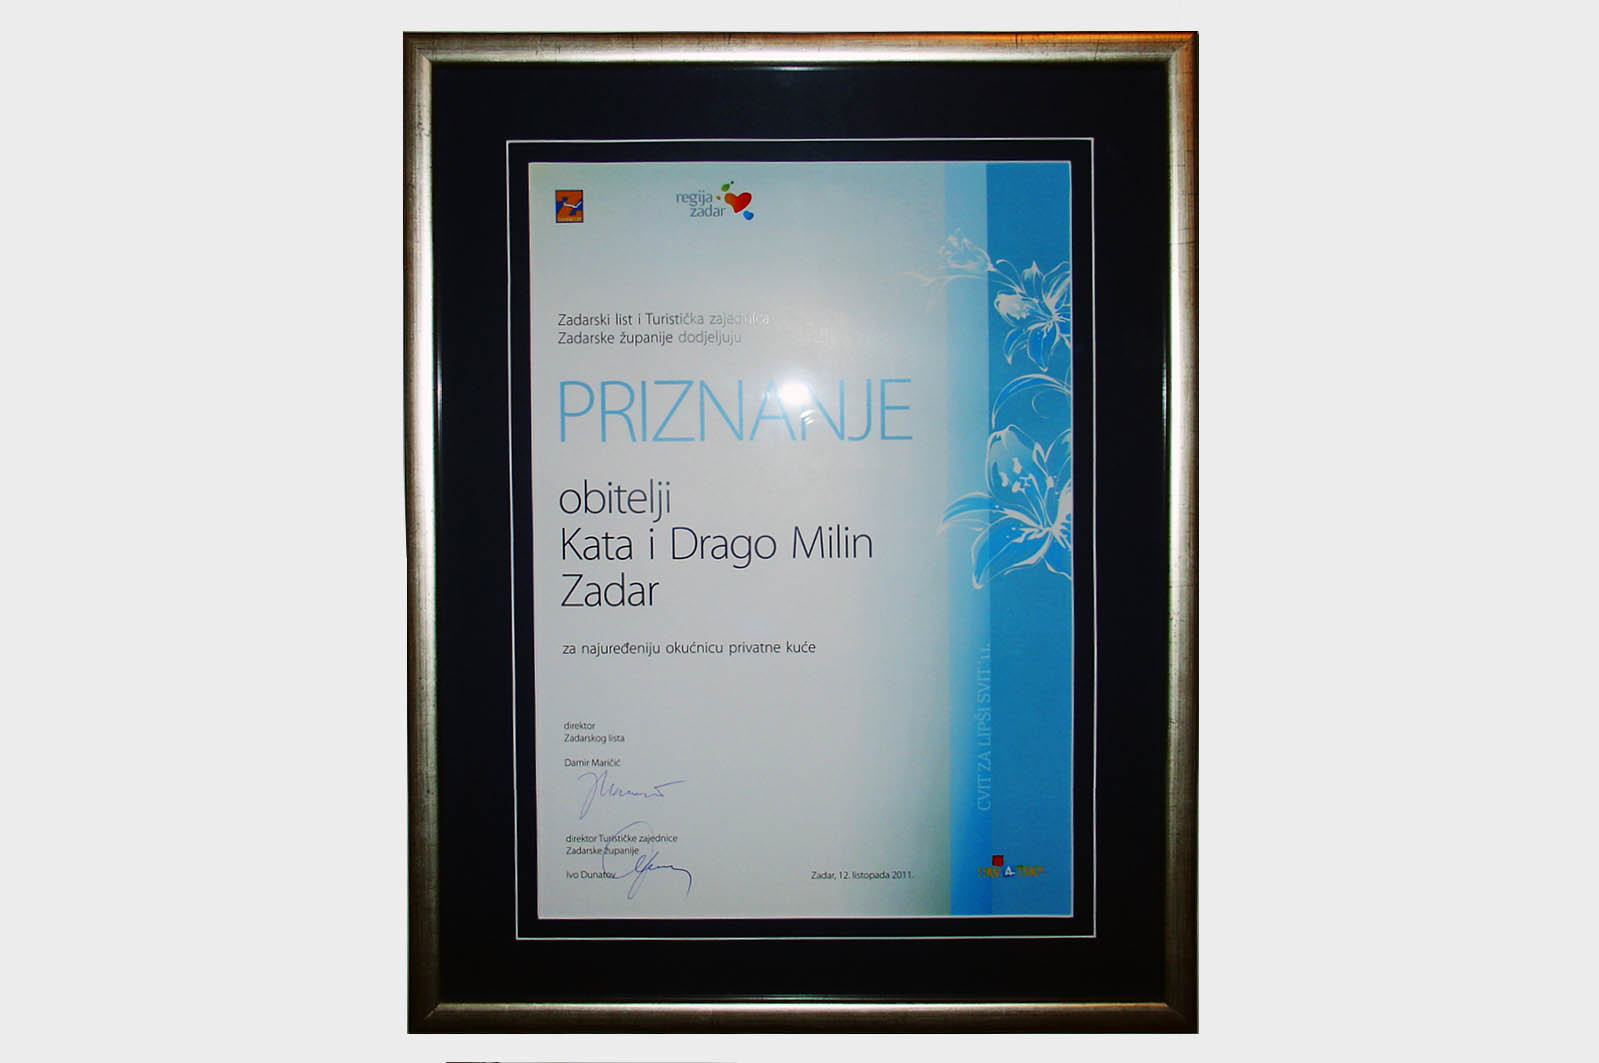 regija
zadar
Zadarski list i Turistička zajednica
Zadarske županije dodjeljuju
PRIZNANJE
obitelji
Kata i Drago Milin
Zadar
za najuređeniju okućnicu privatne kuće
direktor
Zadarskog lista
Damir Maričić
direktor Turističke zajednice
Zadarske županije
Ivo Dunatov
Zadar, 12. listopada 2011.
CVIT ZA LIPŠI SVIT '11.